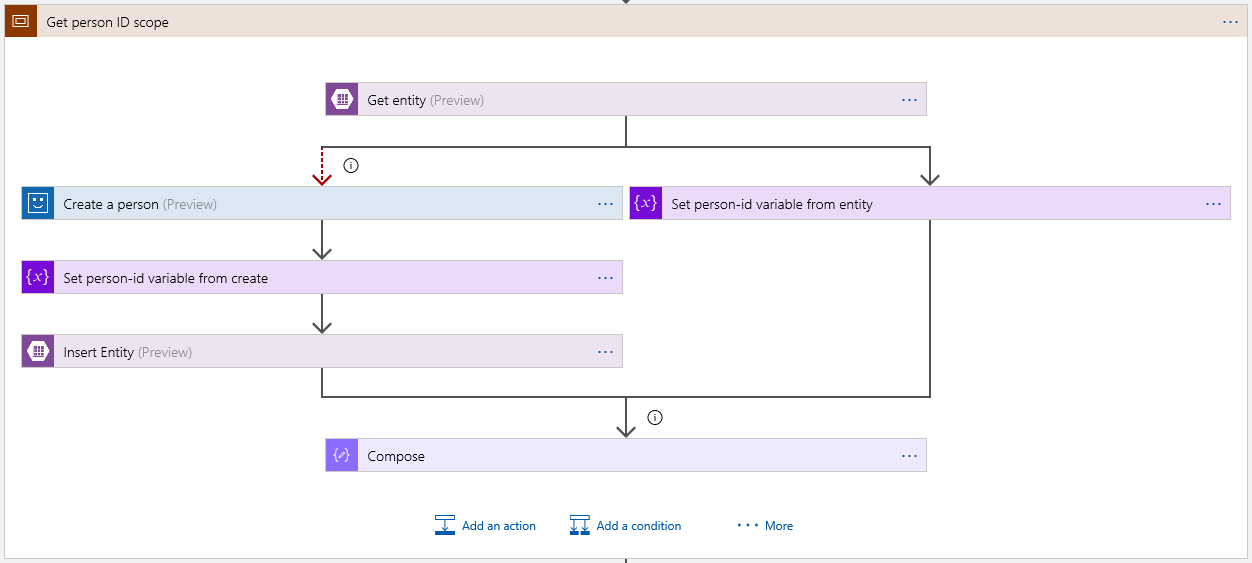 Get person ID scope
Get entity (Preview)
Create a person (Preview)
Set person-id variable from entity
{x}
Set person-id variable from create
{x}
Insert Entity (Preview)
Compose
Add an action
Add a condition
More